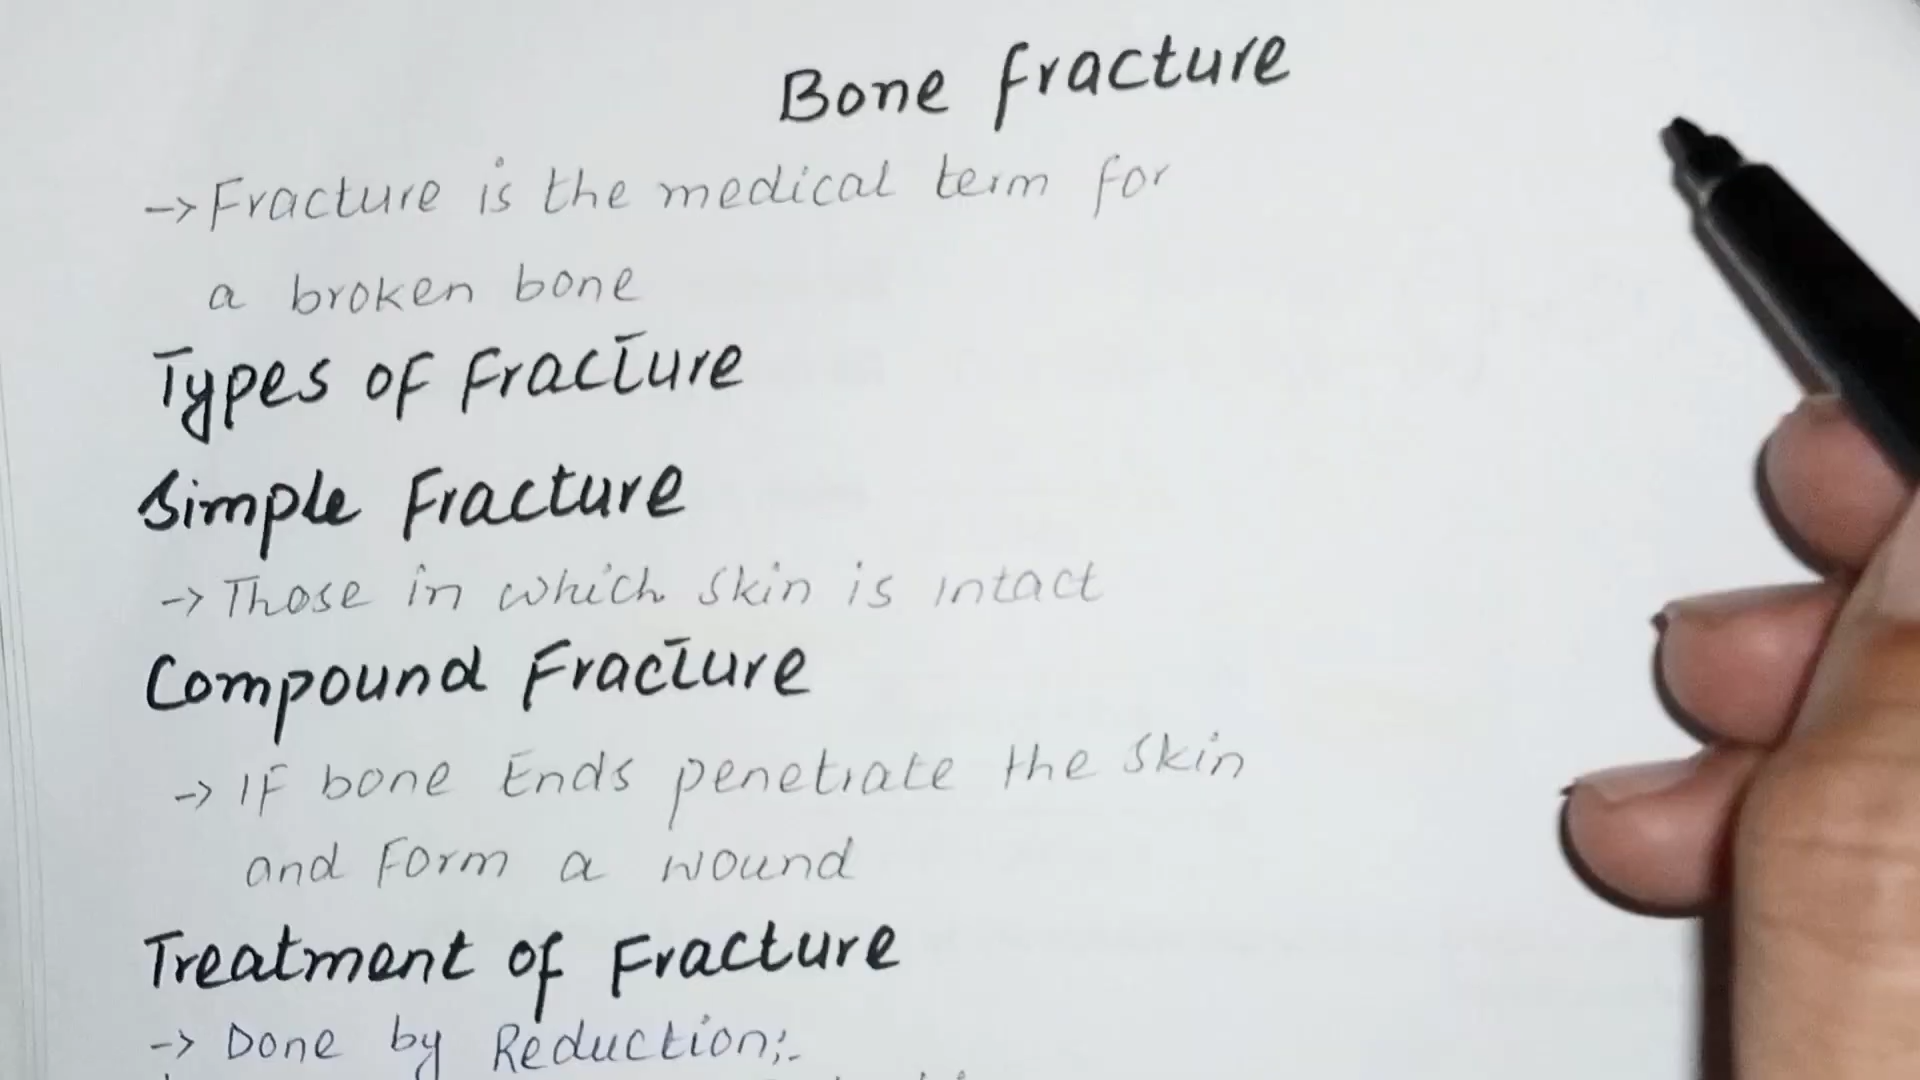 Bone fracture
-> Fracture is the medical term for
a broken bone
Types of Fracture
Simple Fracture
-> Those in which skin is intact
Compound Fracture
-> IF bone Ends penetrate the skin
and Form a wound
Treatment of Fracture
-> Done by Reduction;-